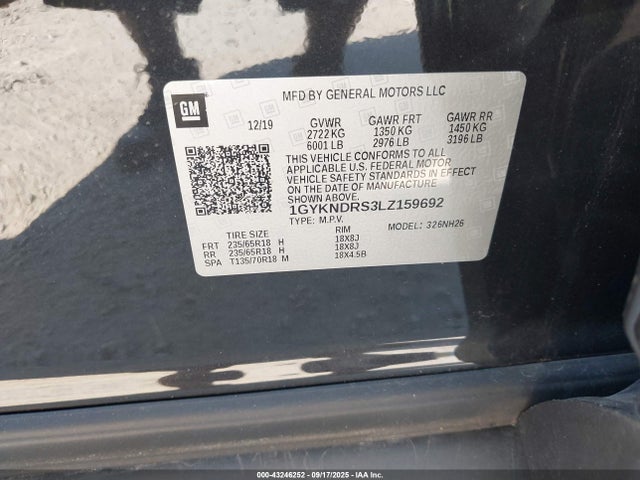 MFD BY GENERAL MOTORS LLC
GM
12/19 GVWR GAWR FRT GAWR RR
2722 KG 1350 KG 1450 KG
6001 LB 2976 LB 3196 LB
THIS VEHICLE CONFORMS TO ALL
APPLICABLE U.S. FEDERAL MOTOR
VEHICLE SAFETY STANDARDS IN EFFECT
ON THE DATE OF MANUFACTURE
SHOWN ABOVE.
1GYKNDRS3LZ159692
TYPE: M.P.V. MODEL: 326NH26
TIRE SIZE RIM
FRT 235/65R18 H 18X8J
RR 235/65R18 H 18X8J
SPA T135/70R18 M 18X4.5B
000-43246252 - 09/17/2025 - IAA Inc.